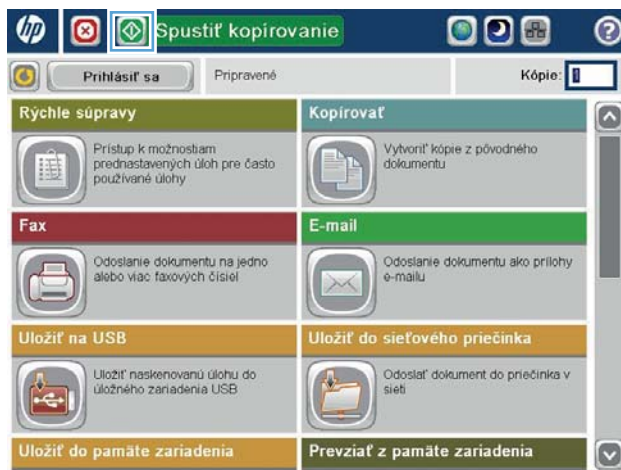 hp
Spustiť kopírovanie
?
Prihlásiť sa
Pripravené
Kópie: 1
Rýchle súpravy
Prístup k možnostiam
prednastavených úloh pre často
používané úlohy
Kopírovať
Vytvoriť kópie z pôvodného
dokumentu
Fax
Odoslanie dokumentu na jedno
alebo viac faxových čísiel
E-mail
Odoslanie dokumentu ako prílohy
e-mailu
Uložiť na USB
Uložiť naskenovanú úlohu do
úložného zariadenia USB
Uložiť do sieťového priečinka
Odoslať dokument do priečinka v
sieti
Uložiť do pamäte zariadenia
Prevziať z pamäte zariadenia